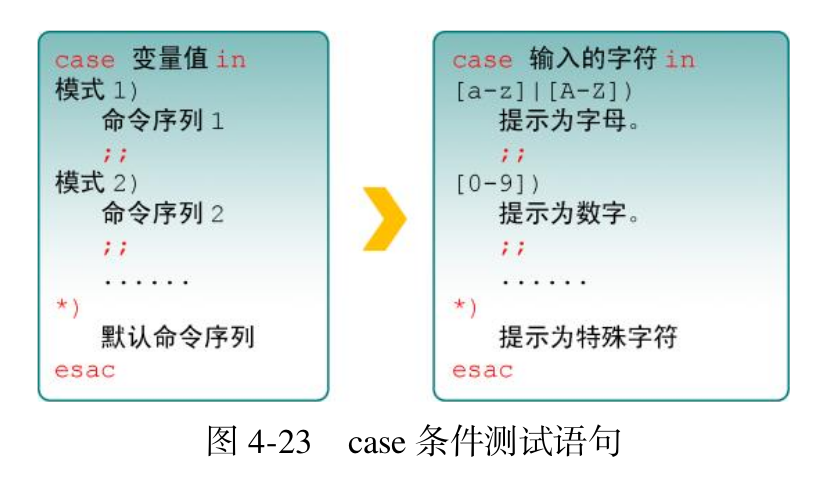 case 变量值 in
模式 1)
命令序列 1
;;
模式 2)
命令序列 2
;;
......
*)
默认命令序列
esac
case 输入的字符 in
[a-z]|[A-Z])
提示为字母。
;;
[0-9])
提示为数字。
;;
......
*)
提示为特殊字符
esac
图 4-23 case 条件测试语句